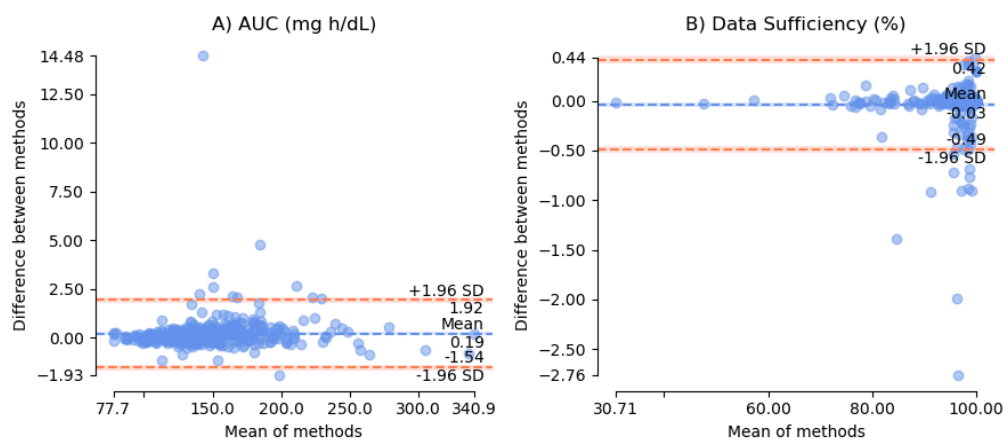 A) AUC (mg h/dL)
14.48
12.50
10.00
7.50
5.00
2.50
0.00
−1.93
Difference between methods
+1.96 SD
1.92
Mean
0.19
-1.54
-1.96 SD
77.7
150.0
200.0
250.0
300.0
340.9
Mean of methods
B) Data Sufficiency (%)
0.44
0.00
−0.50
−1.00
−1.50
−2.00
−2.50
−2.76
Difference between methods
+1.96 SD
0.42
Mean
-0.03
-0.49
-1.96 SD
30.71
60.00
80.00
100.00
Mean of methods